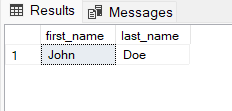 Results Messages
first_name last_name
1 John Doe